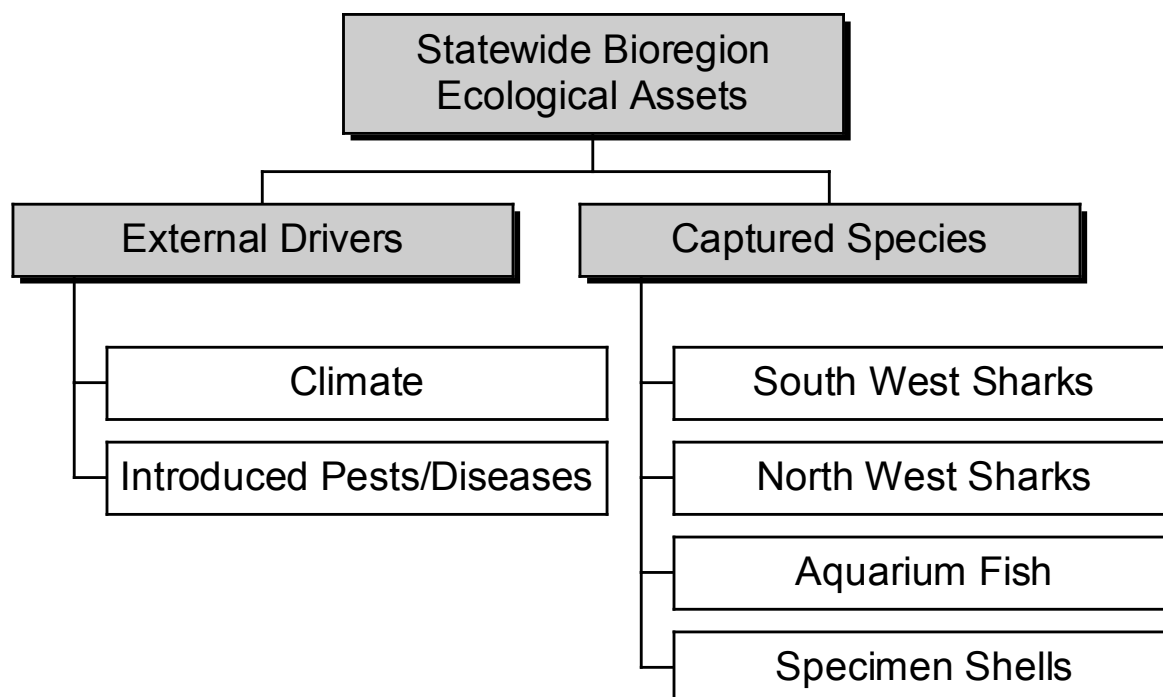 Statewide Bioregion
Ecological Assets
External Drivers
Captured Species
Climate
Introduced Pests/Diseases
South West Sharks
North West Sharks
Aquarium Fish
Specimen Shells